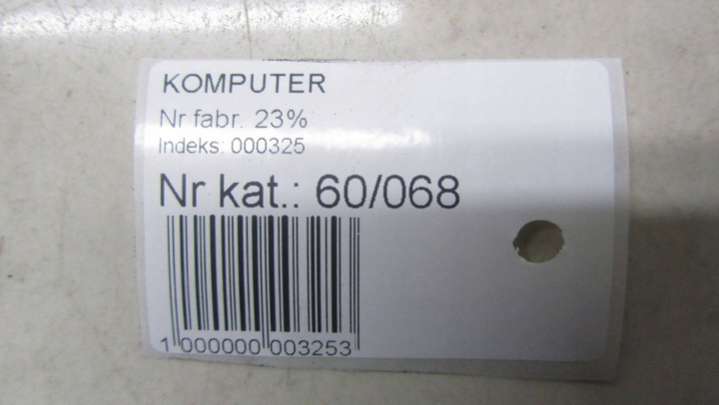 KOMPUTER
Nr fabr. 23%
Indeks: 000325
Nr kat.: 60/068
1 000000 003253